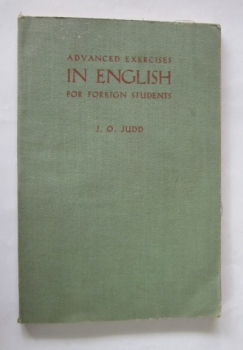 ADVANCED EXERCISES
IN ENGLISH
FOR FOREIGN STUDENTS
J. O. JUDD